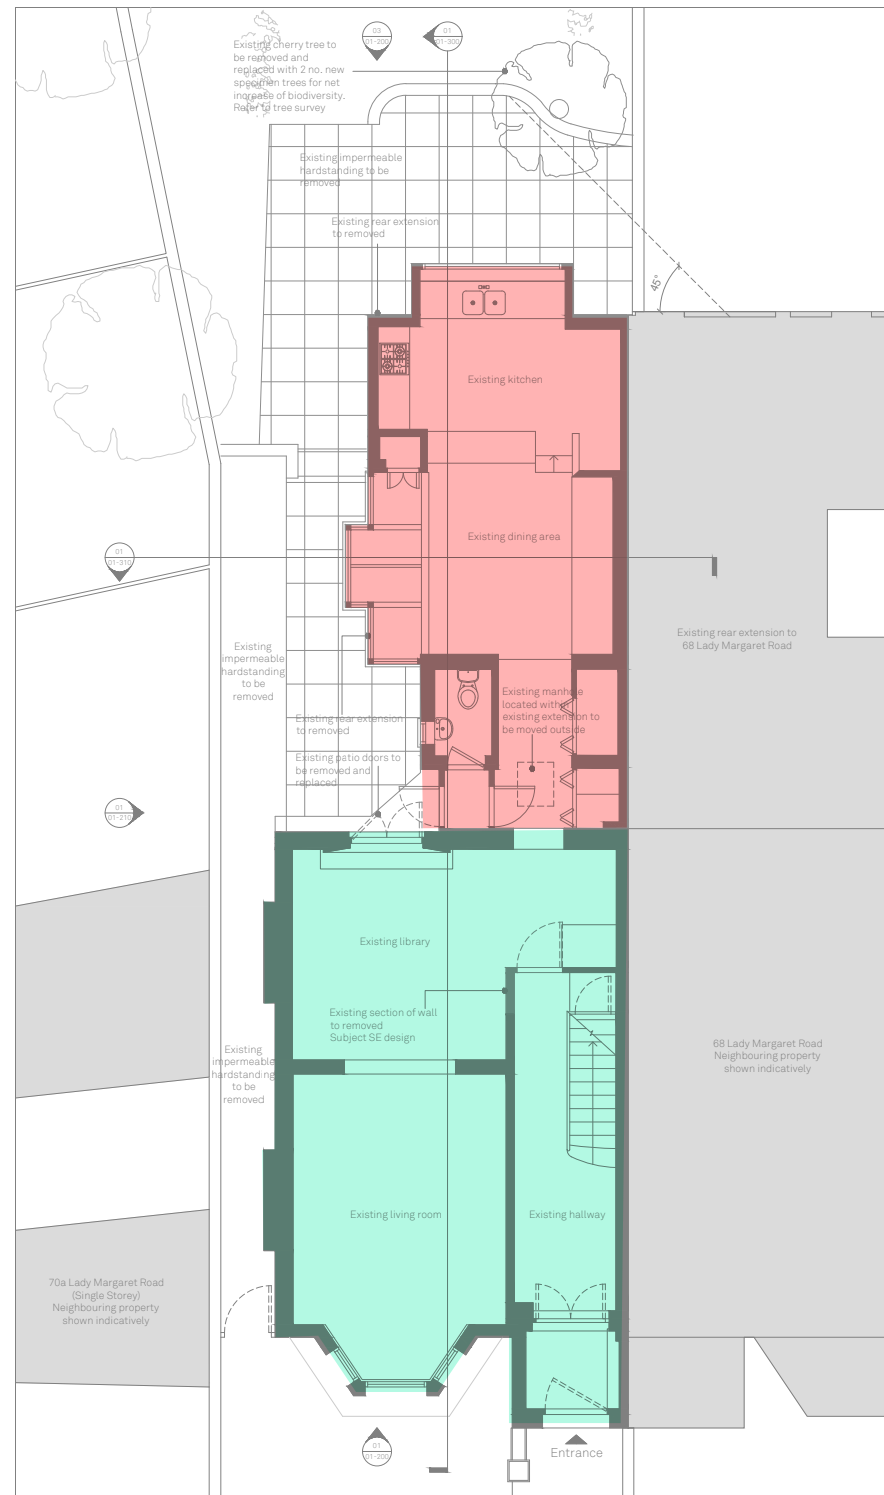 03
01-200
01
01-300
Existing cherry tree to
be removed and
replaced with 2 no. new
specimen trees for net
increase of biodiversity.
Refer to tree survey
Existing impermeable
hardstanding to be
removed
Existing rear extension
to removed
45°
Existing kitchen
Existing dining area
01
01-310
Existing rear extension to
68 Lady Margaret Road
Existing
impermeable
hardstanding
to be
removed
Existing manhole
located within
existing extension to
be moved outside
Existing rear extension
to removed
Existing patio doors to
be removed and
replaced
01
01-210
Existing library
Existing section of wall
to removed
Subject SE design
Existing
impermeable
hardstanding
to be
removed
68 Lady Margaret Road
Neighbouring property
shown indicatively
Existing living room
Existing hallway
70a Lady Margaret Road
(Single Storey)
Neighbouring property
shown indicatively
01
01-200
Entrance